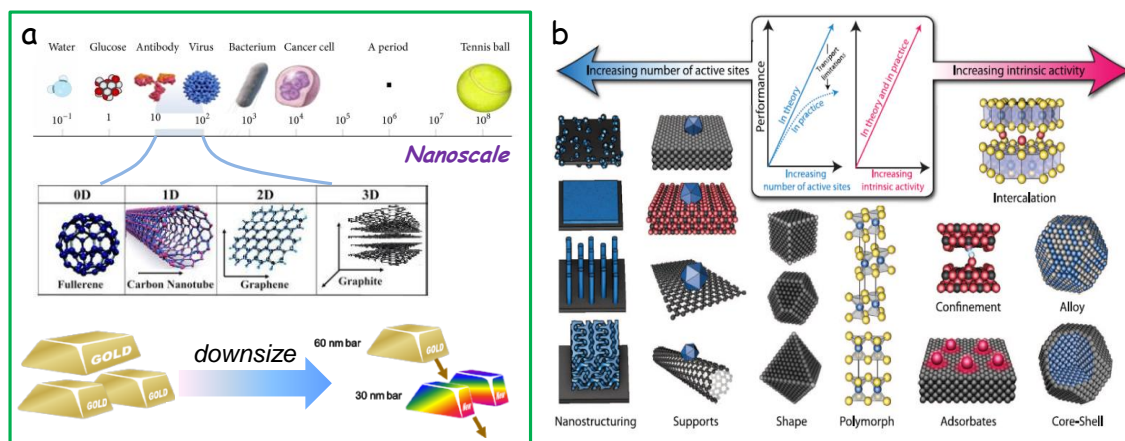 a
Water Glucose Antibody Virus Bacterium Cancer cell A period Tennis ball
10⁻¹ 1 10 10² 10³ 10⁴ 10⁵ 10⁶ 10⁷ 10⁸
Nanoscale
0D 1D 2D 3D
Fullerene Carbon Nanotube Graphene Graphite
GOLD
GOLD
GOLD
downsize
60 nm bar
GOLD
30 nm bar
b
Increasing number of active sites
Increasing intrinsic activity
Performance
In theory
In practice
Transport
limitations
In theory and in practice
Increasing
number of active sites
Increasing
intrinsic activity
Intercalation
Confinement
Alloy
Nanostructuring
Supports
Shape
Polymorph
Adsorbates
Core-Shell